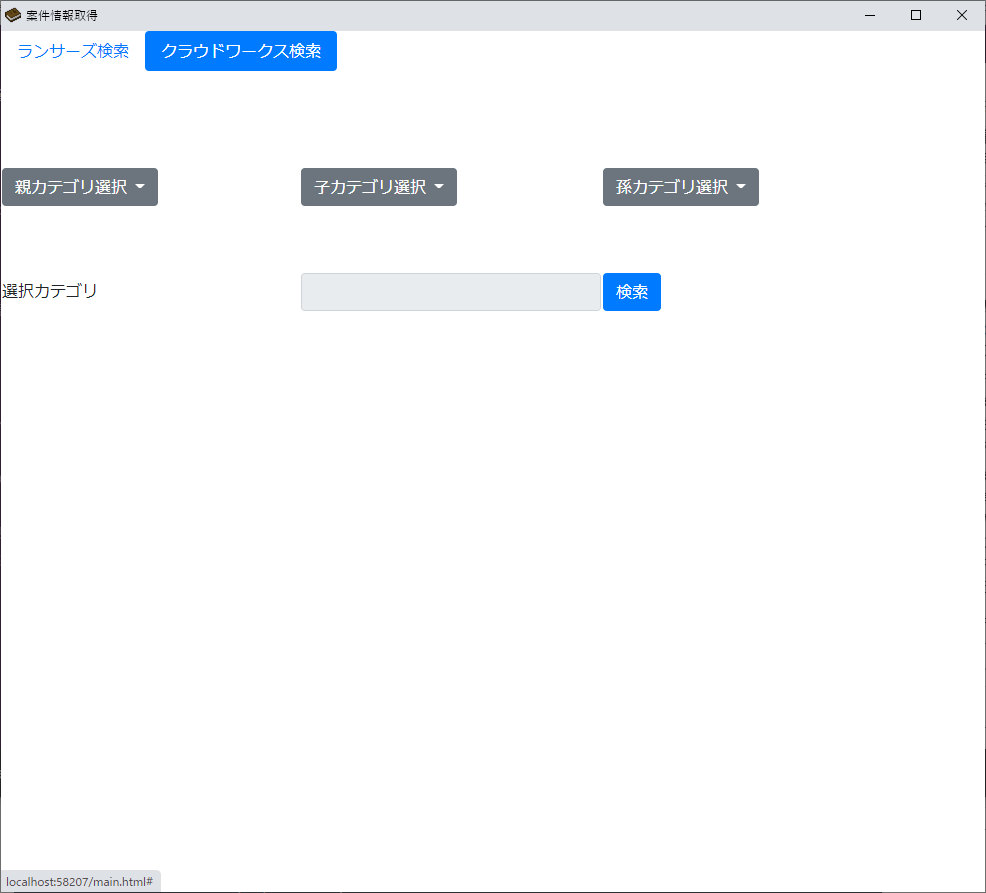 案件情報取得
ランサーズ検索 クラウドワークス検索
親カテゴリ選択 子カテゴリ選択 孫カテゴリ選択
選択カテゴリ 検索
localhost:58207/main.html#